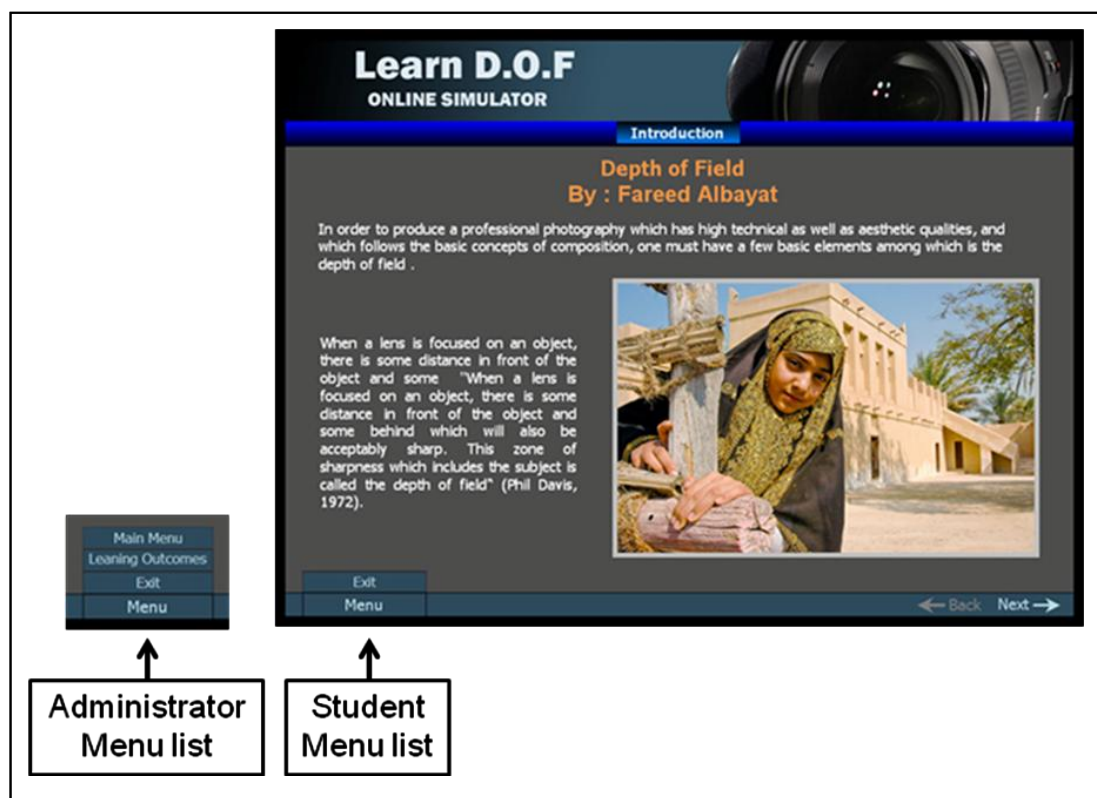 Learn D.O.F
ONLINE SIMULATOR
Introduction
Depth of Field
By : Fareed Albayat
In order to produce a professional photography which has high technical as well as aesthetic qualities, and
which follows the basic concepts of composition, one must have a few basic elements among which is the
depth of field .
When a lens is focused on an object,
there is some distance in front of the
object and some "When a lens is
focused on an object, there is some
distance in front of the object and
some behind which will also be
acceptably sharp. This zone of
sharpness which includes the subject is
called the depth of field" (Phil Davis,
1972).
Main Menu
Leaning Outcomes
Exit
Menu
Exit
Menu
Back Next
Administrator
Menu list
Student
Menu list